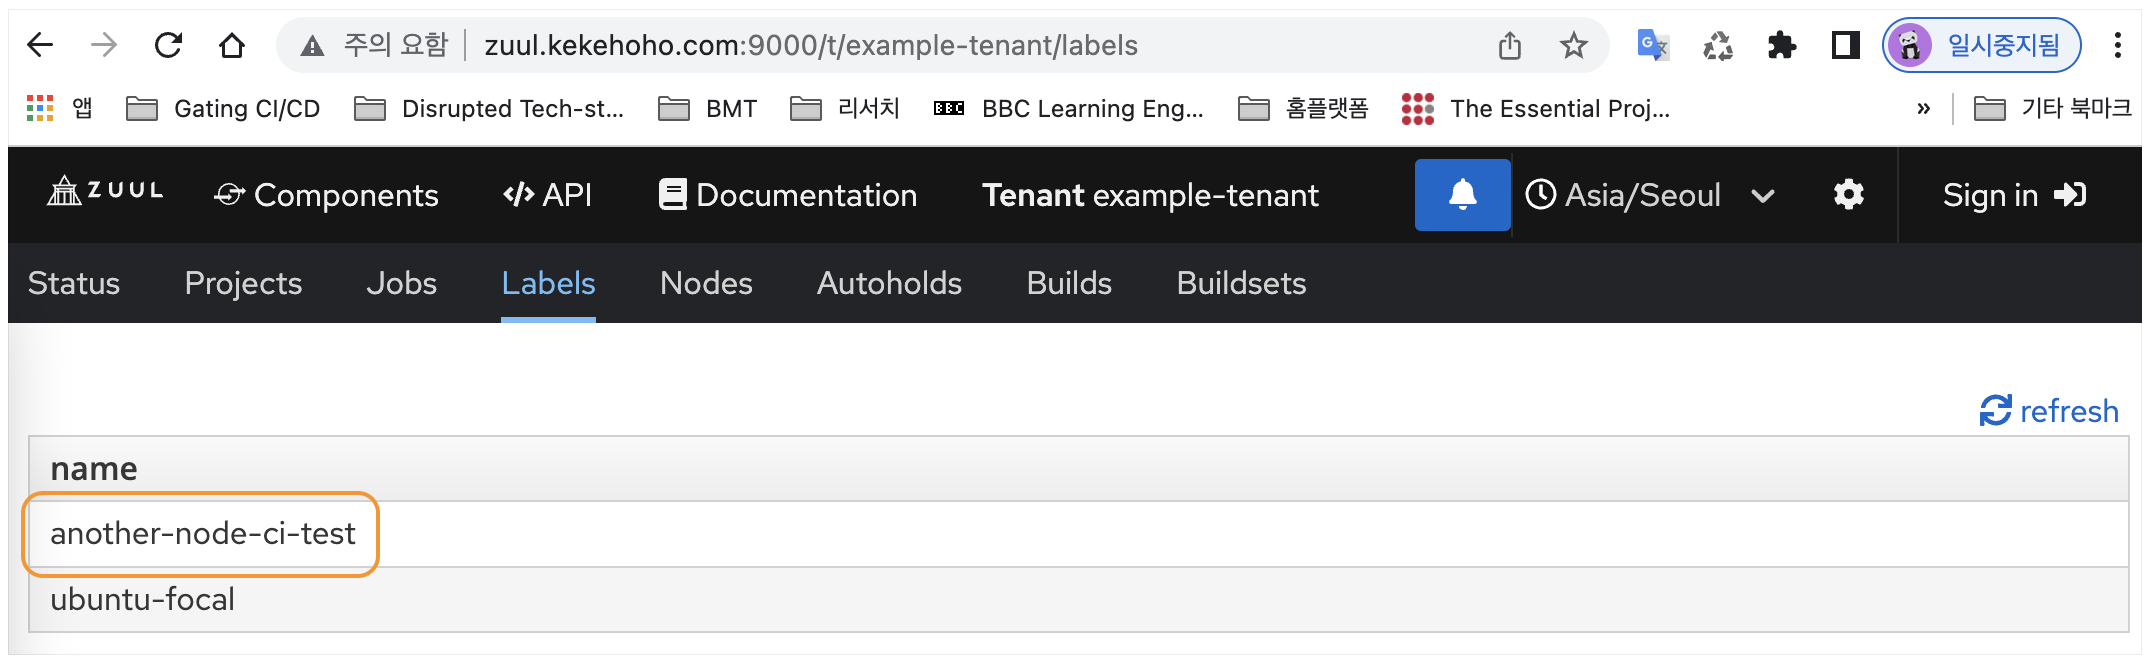 주의 요함 zuul.kekehoho.com:9000/t/example-tenant/labels 일시중지됨
앱 Gating CI/CD Disrupted Tech-st... BMT 리서치 BBC BBC Learning Eng... 홈플랫폼 The Essential Proj... » 기타 북마크
ZUUL Components </> API Documentation Tenant example-tenant Asia/Seoul Sign in
Status Projects Jobs Labels Nodes Autoholds Builds Buildsets
refresh
name
another-node-ci-test
ubuntu-focal